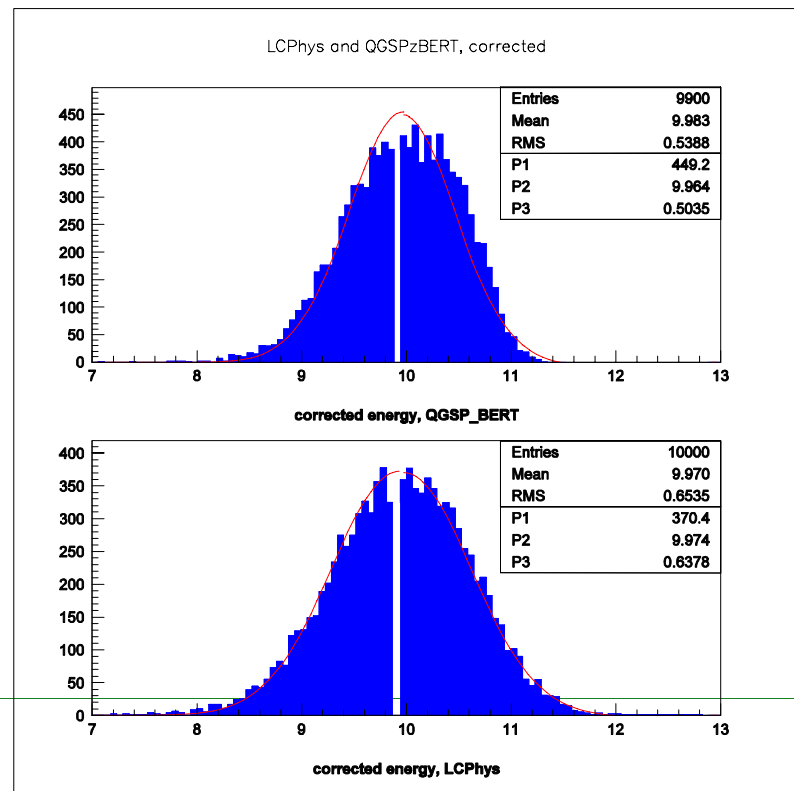 LCPhys and QGSPzBERT, corrected
Entries 9900
Mean 9.983
RMS 0.5388
P1 449.2
P2 9.964
P3 0.5035
450
400
350
300
250
200
150
100
50
0
7 8 9 10 11 12 13
corrected energy, QGSP_BERT
Entries 10000
Mean 9.970
RMS 0.6535
P1 370.4
P2 9.974
P3 0.6378
400
350
300
250
200
150
100
50
0
7 8 9 10 11 12 13
corrected energy, LCPhys